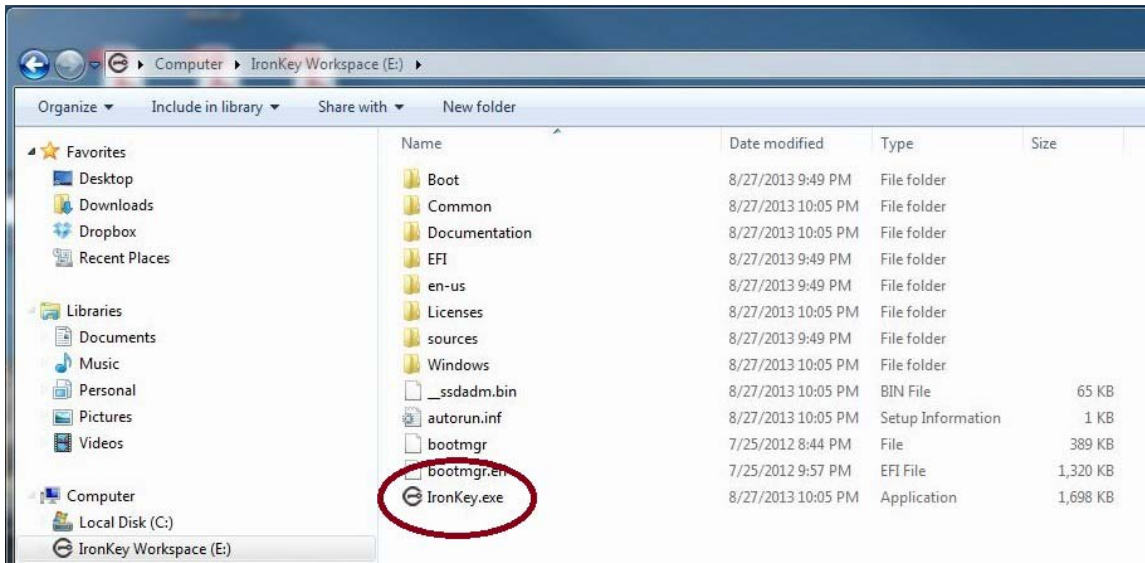 Computer IronKey Workspace (E:)
Organize Include in library Share with New folder
Favorites
Desktop
Downloads
Dropbox
Recent Places
Libraries
Documents
Music
Personal
Pictures
Videos
Computer
Local Disk (C:)
IronKey Workspace (E:)
Name Date modified Type Size
Boot 8/27/2013 9:49 PM File folder
Common 8/27/2013 10:05 PM File folder
Documentation 8/27/2013 10:05 PM File folder
EFI 8/27/2013 9:49 PM File folder
en-us 8/27/2013 9:49 PM File folder
Licenses 8/27/2013 10:05 PM File folder
sources 8/27/2013 9:49 PM File folder
Windows 8/27/2013 10:05 PM File folder
__ssdadm.bin 8/27/2013 10:05 PM BIN File 65 KB
autorun.inf 8/27/2013 10:05 PM Setup Information 1 KB
bootmgr 7/25/2012 8:44 PM File 389 KB
7/25/2012 9:57 PM EFI File 1,320 KB
IronKey.exe 8/27/2013 10:05 PM Application 1,698 KB